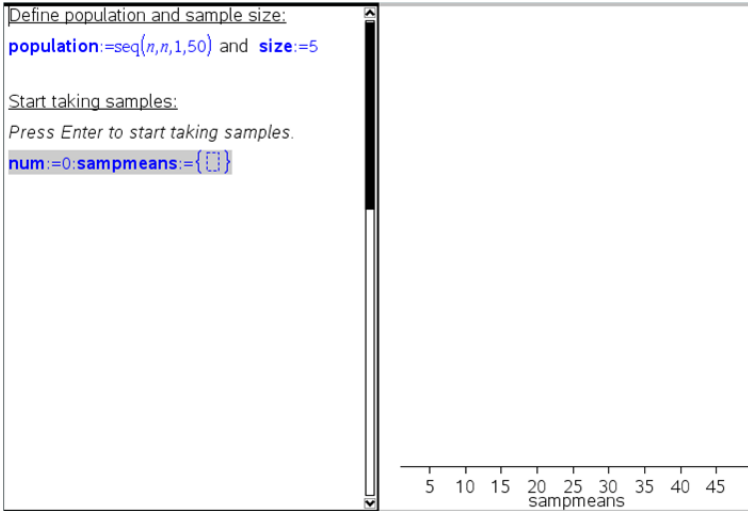 Define population and sample size:
population:=seq(n,n,1,50) and size:=5
Start taking samples:
Press Enter to start taking samples.
num:=0:sampmeans:={⬚}
5 10 15 20 25 30 35 40 45
sampmeans